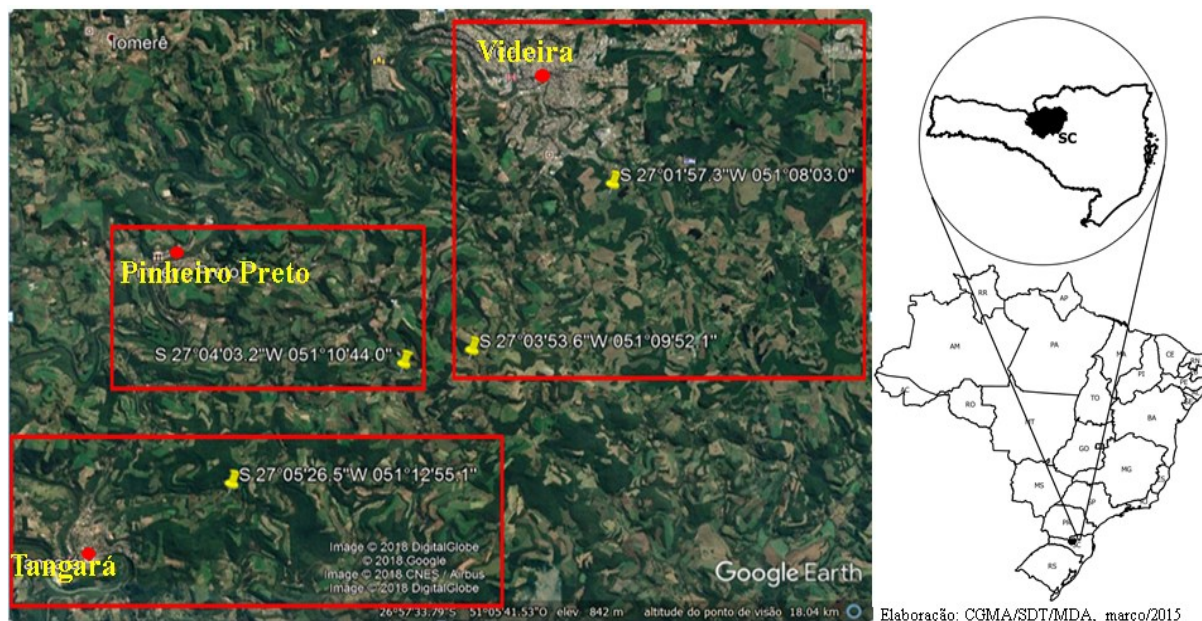 Iomerê
Videira
S 27°01'57.3"W 051°08'03.0"
Pinheiro Preto
S 27°04'03.2"W 051°10'44.0"
S 27°03'53.6"W 051°09'52.1"
S 27°05'26.5"W 051°12'55.1"
Tangará
Image © 2018 DigitalGlobe
© 2018 Google
Image © 2018 CNES / Airbus
Image © 2018 DigitalGlobe
Google Earth
26°57'33.79"S 51°05'41.53"O elev 842 m altitude do ponto de visão 18.04 km
SC
RR
AP
AM
PA
MA
CE
RN
PI
PE
AC
TO
RO
BA
MT
GO
MG
MS
SP
PR
RS
Elaboração: CGMA/SDT/MDA, março/2015